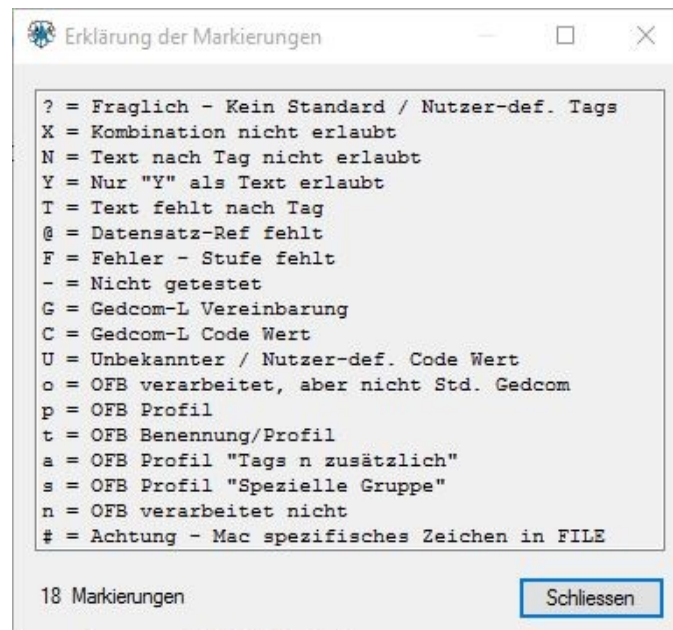 Erklärung der Markierungen
? = Fraglich - Kein Standard / Nutzer-def. Tags
X = Kombination nicht erlaubt
N = Text nach Tag nicht erlaubt
Y = Nur "Y" als Text erlaubt
T = Text fehlt nach Tag
@ = Datensatz-Ref fehlt
F = Fehler - Stufe fehlt
- = Nicht getestet
G = Gedcom-L Vereinbarung
C = Gedcom-L Code Wert
U = Unbekannter / Nutzer-def. Code Wert
o = OFB verarbeitet, aber nicht Std. Gedcom
p = OFB Profil
t = OFB Benennung/Profil
a = OFB Profil "Tags n zusätzlich"
s = OFB Profil "Spezielle Gruppe"
n = OFB verarbeitet nicht
# = Achtung - Mac spezifisches Zeichen in FILE
18 Markierungen
Schliessen